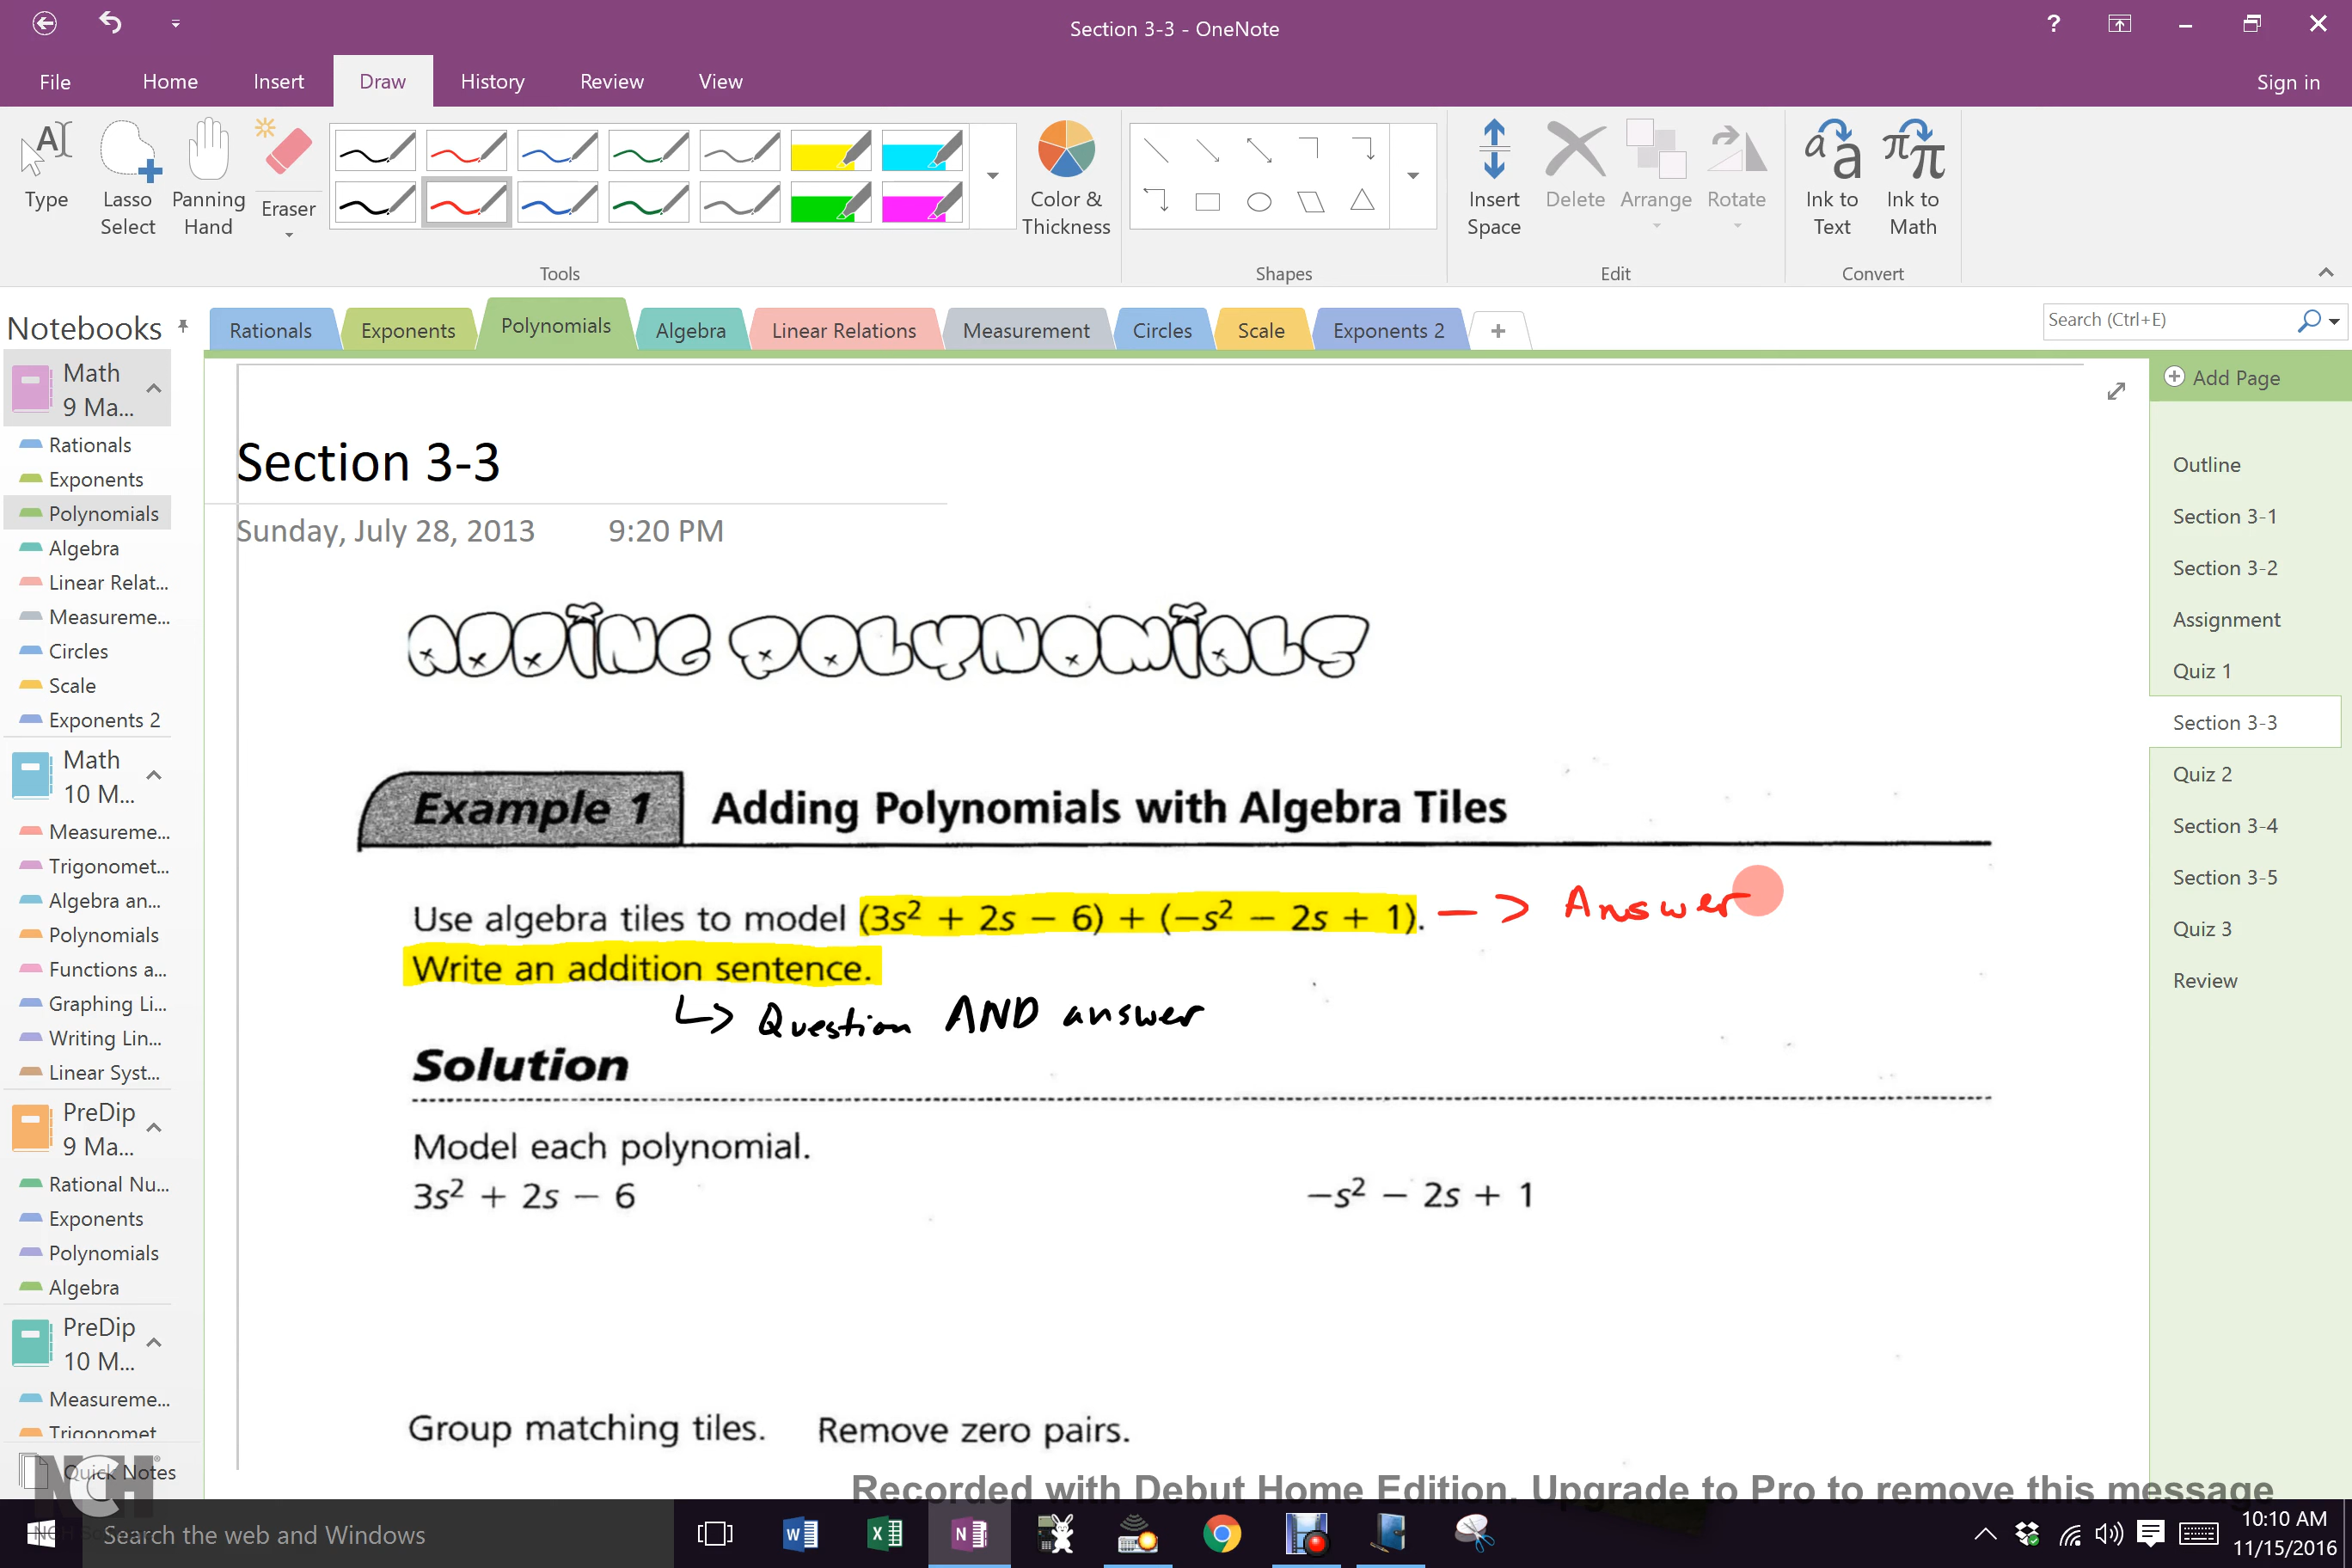 Section 3-3 - OneNote
File Home Insert Draw History Review View Sign in
Type Lasso Select Panning Hand Eraser Color & Thickness Insert Space Delete Arrange Rotate Ink to Text Ink to Math
Tools Shapes Edit Convert
Notebooks Rationals Exponents Polynomials Algebra Linear Relations Measurement Circles Scale Exponents 2 Search (Ctrl+E)
Math 9 Ma...
Rationals
Exponents
Polynomials
Algebra
Linear Relat...
Measureme...
Circles
Scale
Exponents 2
Math 10 M...
Measureme...
Trigonomet...
Algebra an...
Polynomials
Functions a...
Graphing Li...
Writing Lin...
Linear Syst...
PreDip 9 Ma...
Rational Nu...
Exponents
Polynomials
Algebra
PreDip 10 M...
Measureme...
Trigonomet
Quick Notes
Section 3-3
Sunday, July 28, 2013 9:20 PM
ADDING POLYNOMIALS
Example 1 Adding Polynomials with Algebra Tiles
Use algebra tiles to model (3s² + 2s − 6) + (−s² − 2s + 1). —> Answer
Write an addition sentence.
↳ Question AND answer
Solution
Model each polynomial.
3s² + 2s − 6 −s² − 2s + 1
Group matching tiles. Remove zero pairs.
Add Page
Outline
Section 3-1
Section 3-2
Assignment
Quiz 1
Section 3-3
Quiz 2
Section 3-4
Section 3-5
Quiz 3
Review
NCH
Recorded with Debut Home Edition. Upgrade to Pro to remove this message
Search the web and Windows
10:10 AM
11/15/2016